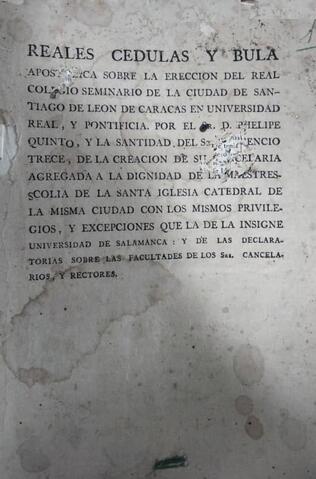 REALES CEDULAS Y BULA
SOBRE LA ERECCION DEL REAL
SEMINARIO DE LA CIUDAD DE SAN-
TIAGO DE LEON DE CARACAS EN UNIVERSIDAD
REAL, Y PONTIFICIA. POR EL D. PHELIPE
QUINTO, Y LA SANTIDAD DEL
TRECE, DE LA CREACION DE SU
AGREGADA A LA DIGNIDAD DE LA MAESTRES-
SCOLIA DE LA SANTA IGLESIA CATEDRAL DE
LA MISMA CIUDAD CON LOS MISMOS PRIVILE-
GIOS, Y EXCEPCIONES QUE LA DE LA INSIGNE
UNIVERSIDAD DE SALAMANCA: Y DE LAS DECLARA-
TORIAS SOBRE LAS FACULTADES DE LOS SRES. CANCELA-
RIOS, Y RECTORES.